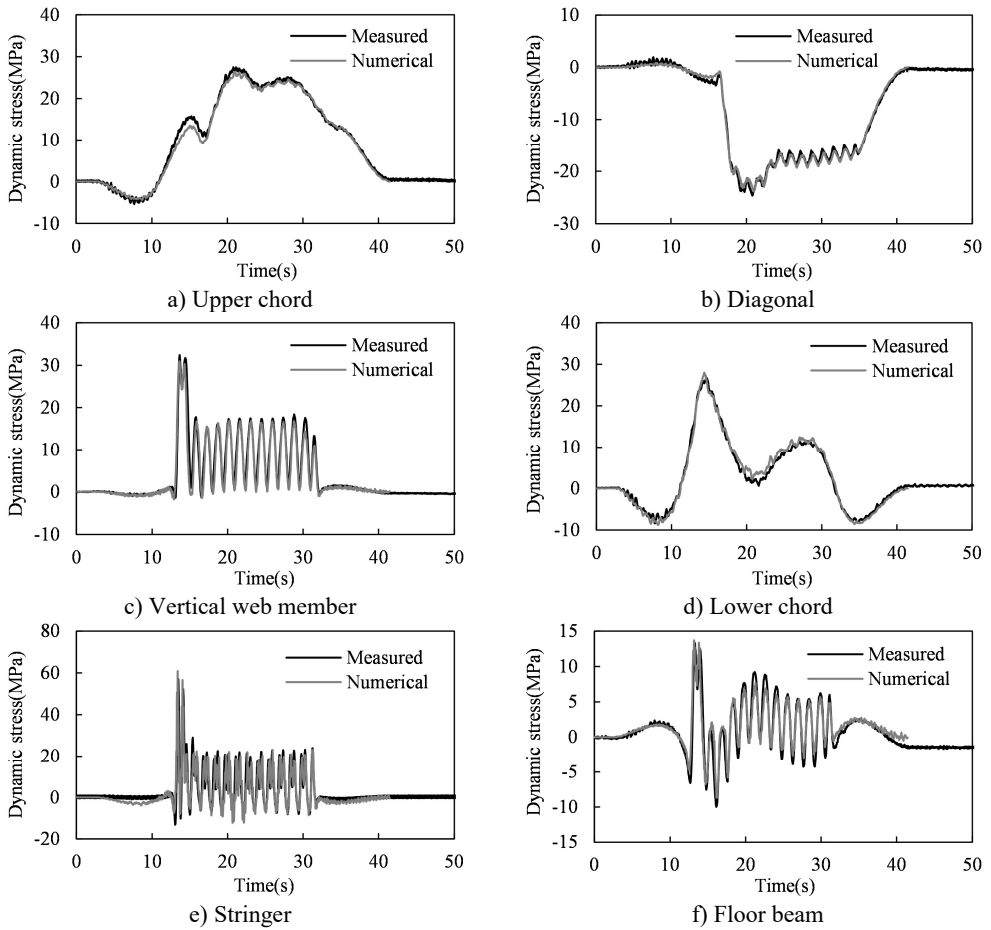 40
30
20
10
0
-10
Dynamic stress(MPa)
Measured
Numerical
0 10 20 30 40 50
Time(s)
a) Upper chord
10
0
-10
-20
-30
Dynamic stress(MPa)
Measured
Numerical
0 10 20 30 40 50
Time(s)
b) Diagonal
40
30
20
10
0
-10
Dynamic stress(MPa)
Measured
Numerical
0 10 20 30 40 50
Time(s)
c) Vertical web member
40
30
20
10
0
-10
Dynamic stress(MPa)
Measured
Numerical
0 10 20 30 40 50
Time(s)
d) Lower chord
80
60
40
20
0
-20
Dynamic stress(MPa)
Measured
Numerical
0 10 20 30 40 50
Time(s)
e) Stringer
15
10
5
0
-5
-10
-15
Dynamic stress(MPa)
Measured
Numerical
0 10 20 30 40 50
Time(s)
f) Floor beam